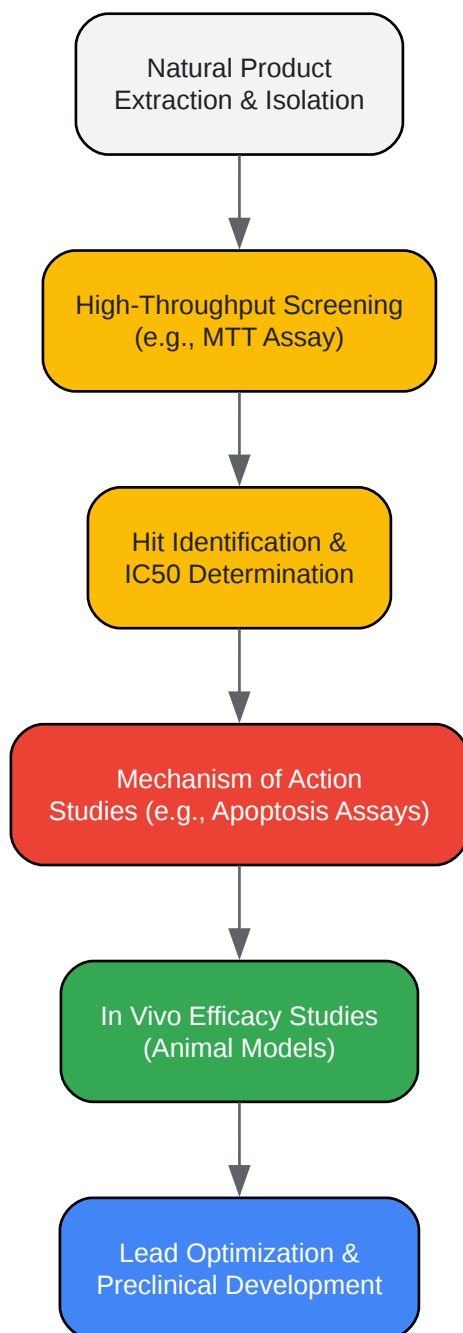 Natural Product
Extraction & Isolation
High-Throughput Screening
(e.g., MTT Assay)
Hit Identification &
IC50 Determination
Mechanism of Action
Studies (e.g., Apoptosis Assays)
In Vivo Efficacy Studies
(Animal Models)
Lead Optimization &
Preclinical Development